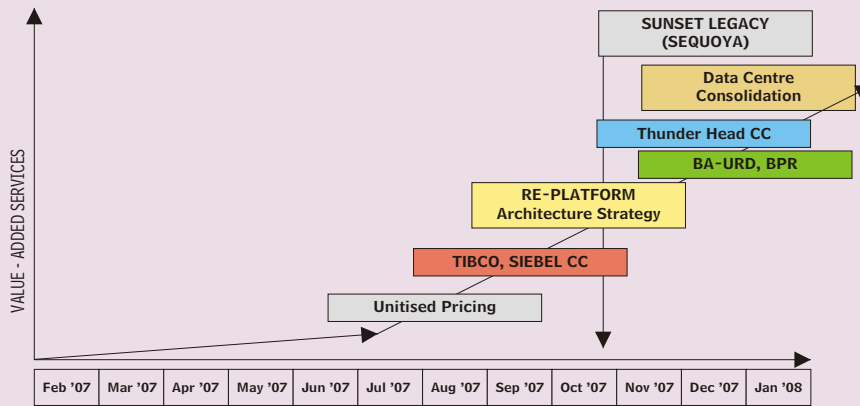 SUNSET LEGACY
(SEQUOYA)
Data Centre
Consolidation
Thunder Head CC
BA-URD, BPR
RE-PLATFORM
Architecture Strategy
TIBCO, SIEBEL CC
Unitised Pricing
VALUE - ADDED SERVICES
Feb '07 Mar '07 Apr '07 May '07 Jun '07 Jul '07 Aug '07 Sep '07 Oct '07 Nov '07 Dec '07 Jan '08